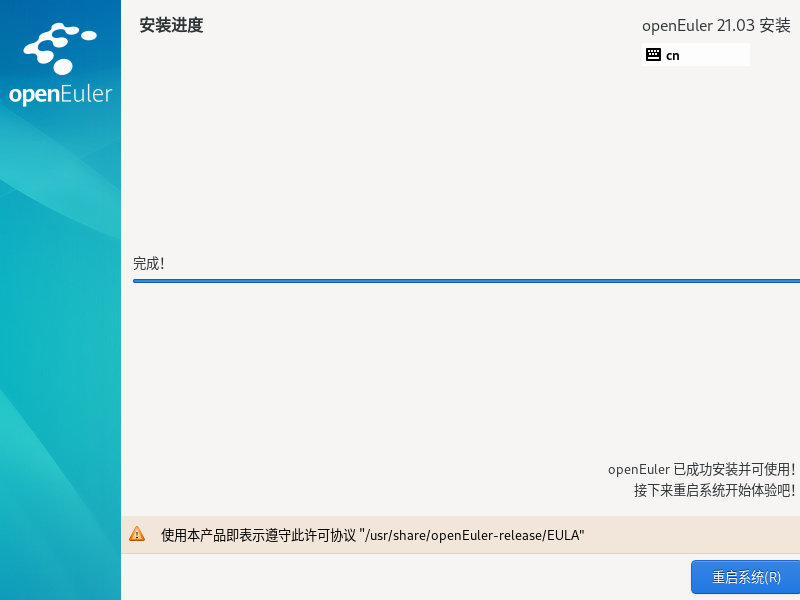 openEuler
安装进度
openEuler 21.03 安装
cn
完成!
openEuler 已成功安装并可使用!
接下来重启系统开始体验吧!
使用本产品即表示遵守此许可协议 "/usr/share/openEuler-release/EULA"
重启系统(R)